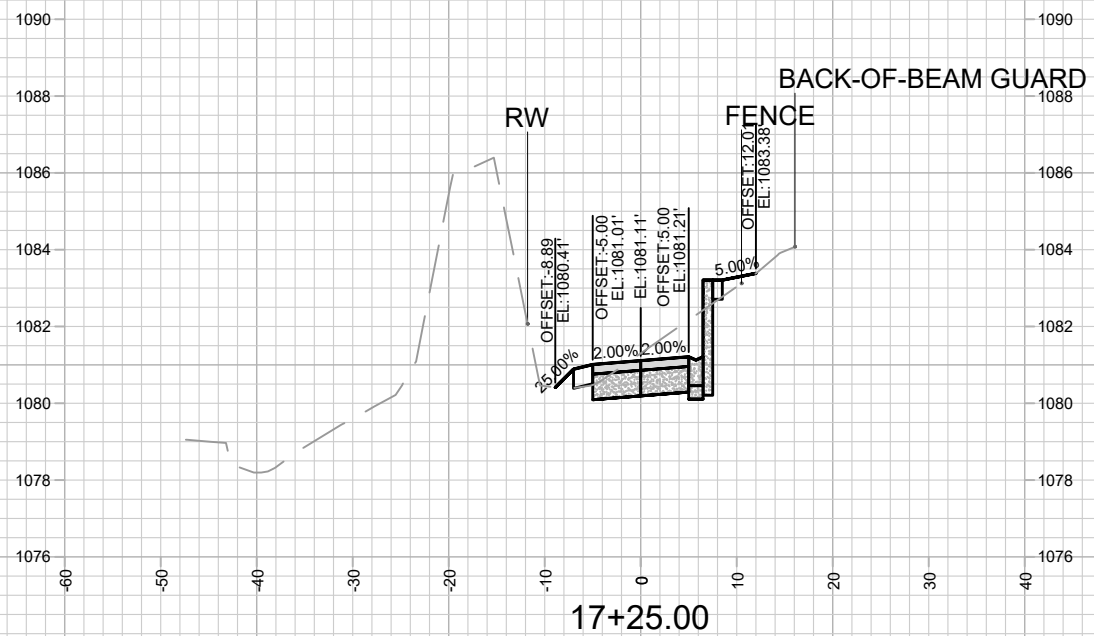 1090
1090
BACK-OF-BEAM GUARD
1088
1088
RW
FENCE
1086
1086
OFFSET:12.01
EL:1083.38'
1084
1084
OFFSET:-8.89
EL:1080.41'
OFFSET:-5.00
EL:1081.01'
EL:1081.11'
OFFSET:5.00
EL:1081.21'
5.00%
1082
1082
25.00%
2.00%
2.00%
1080
1080
1078
1078
1076
1076
-60
-50
-40
-30
-20
-10
0
10
20
30
40
17+25.00